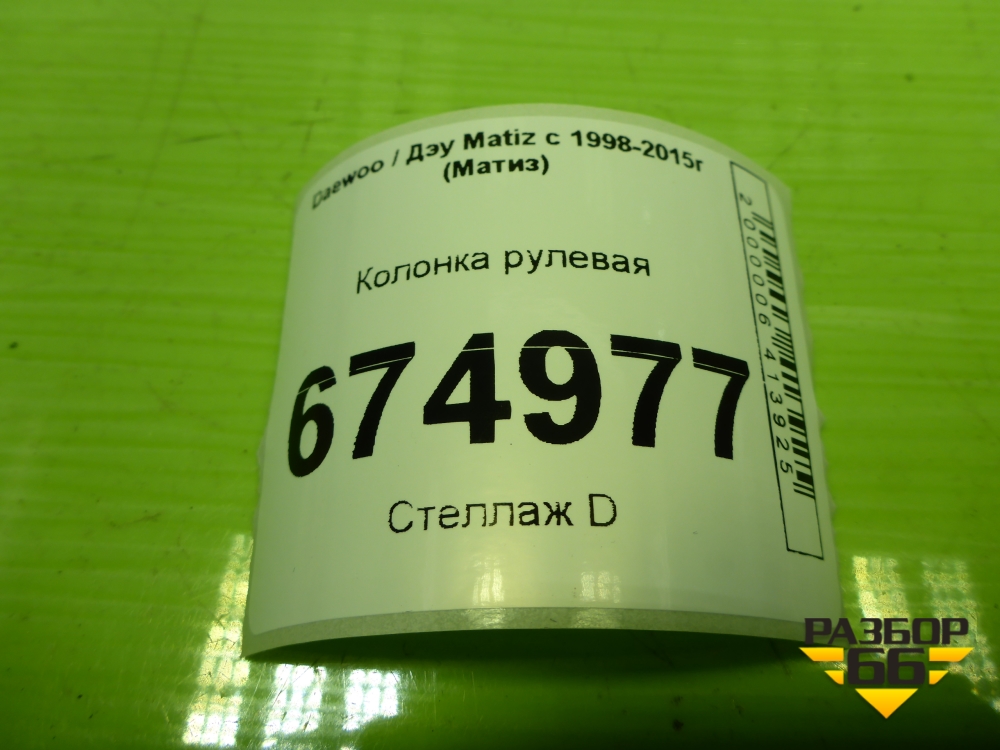 Daewoo / Дэу Matiz с 1998-2015г
(Матиз)
Колонка рулевая
674977
Стеллаж D
2000006413925
РАЗБОР
66